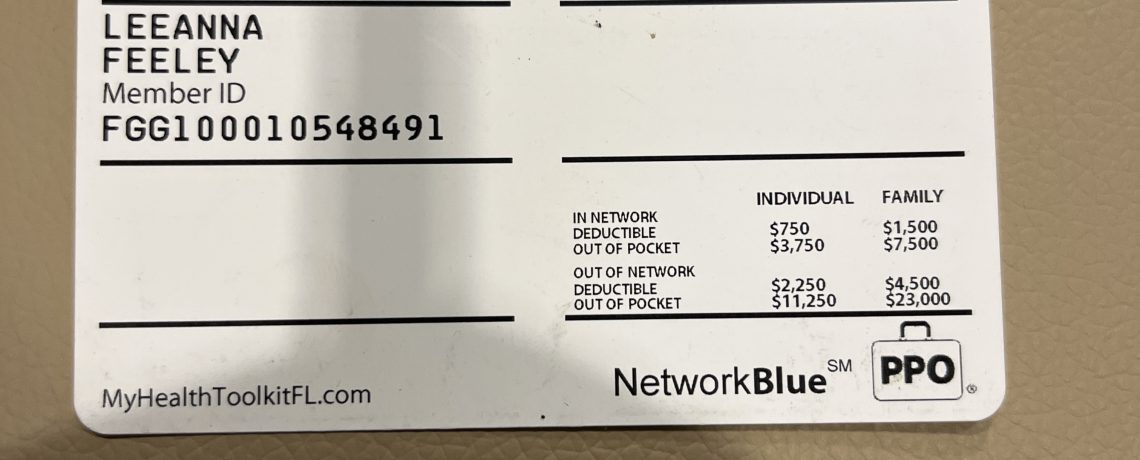 LEEANNA
FEELEY
Member ID
FGG100010548491
INDIVIDUAL FAMILY
IN NETWORK
DEDUCTIBLE $750 $1,500
OUT OF POCKET $3,750 $7,500
OUT OF NETWORK
DEDUCTIBLE $2,250 $4,500
OUT OF POCKET $11,250 $23,000
MyHealthToolkitFL.com
NetworkBlue SM PPO ®